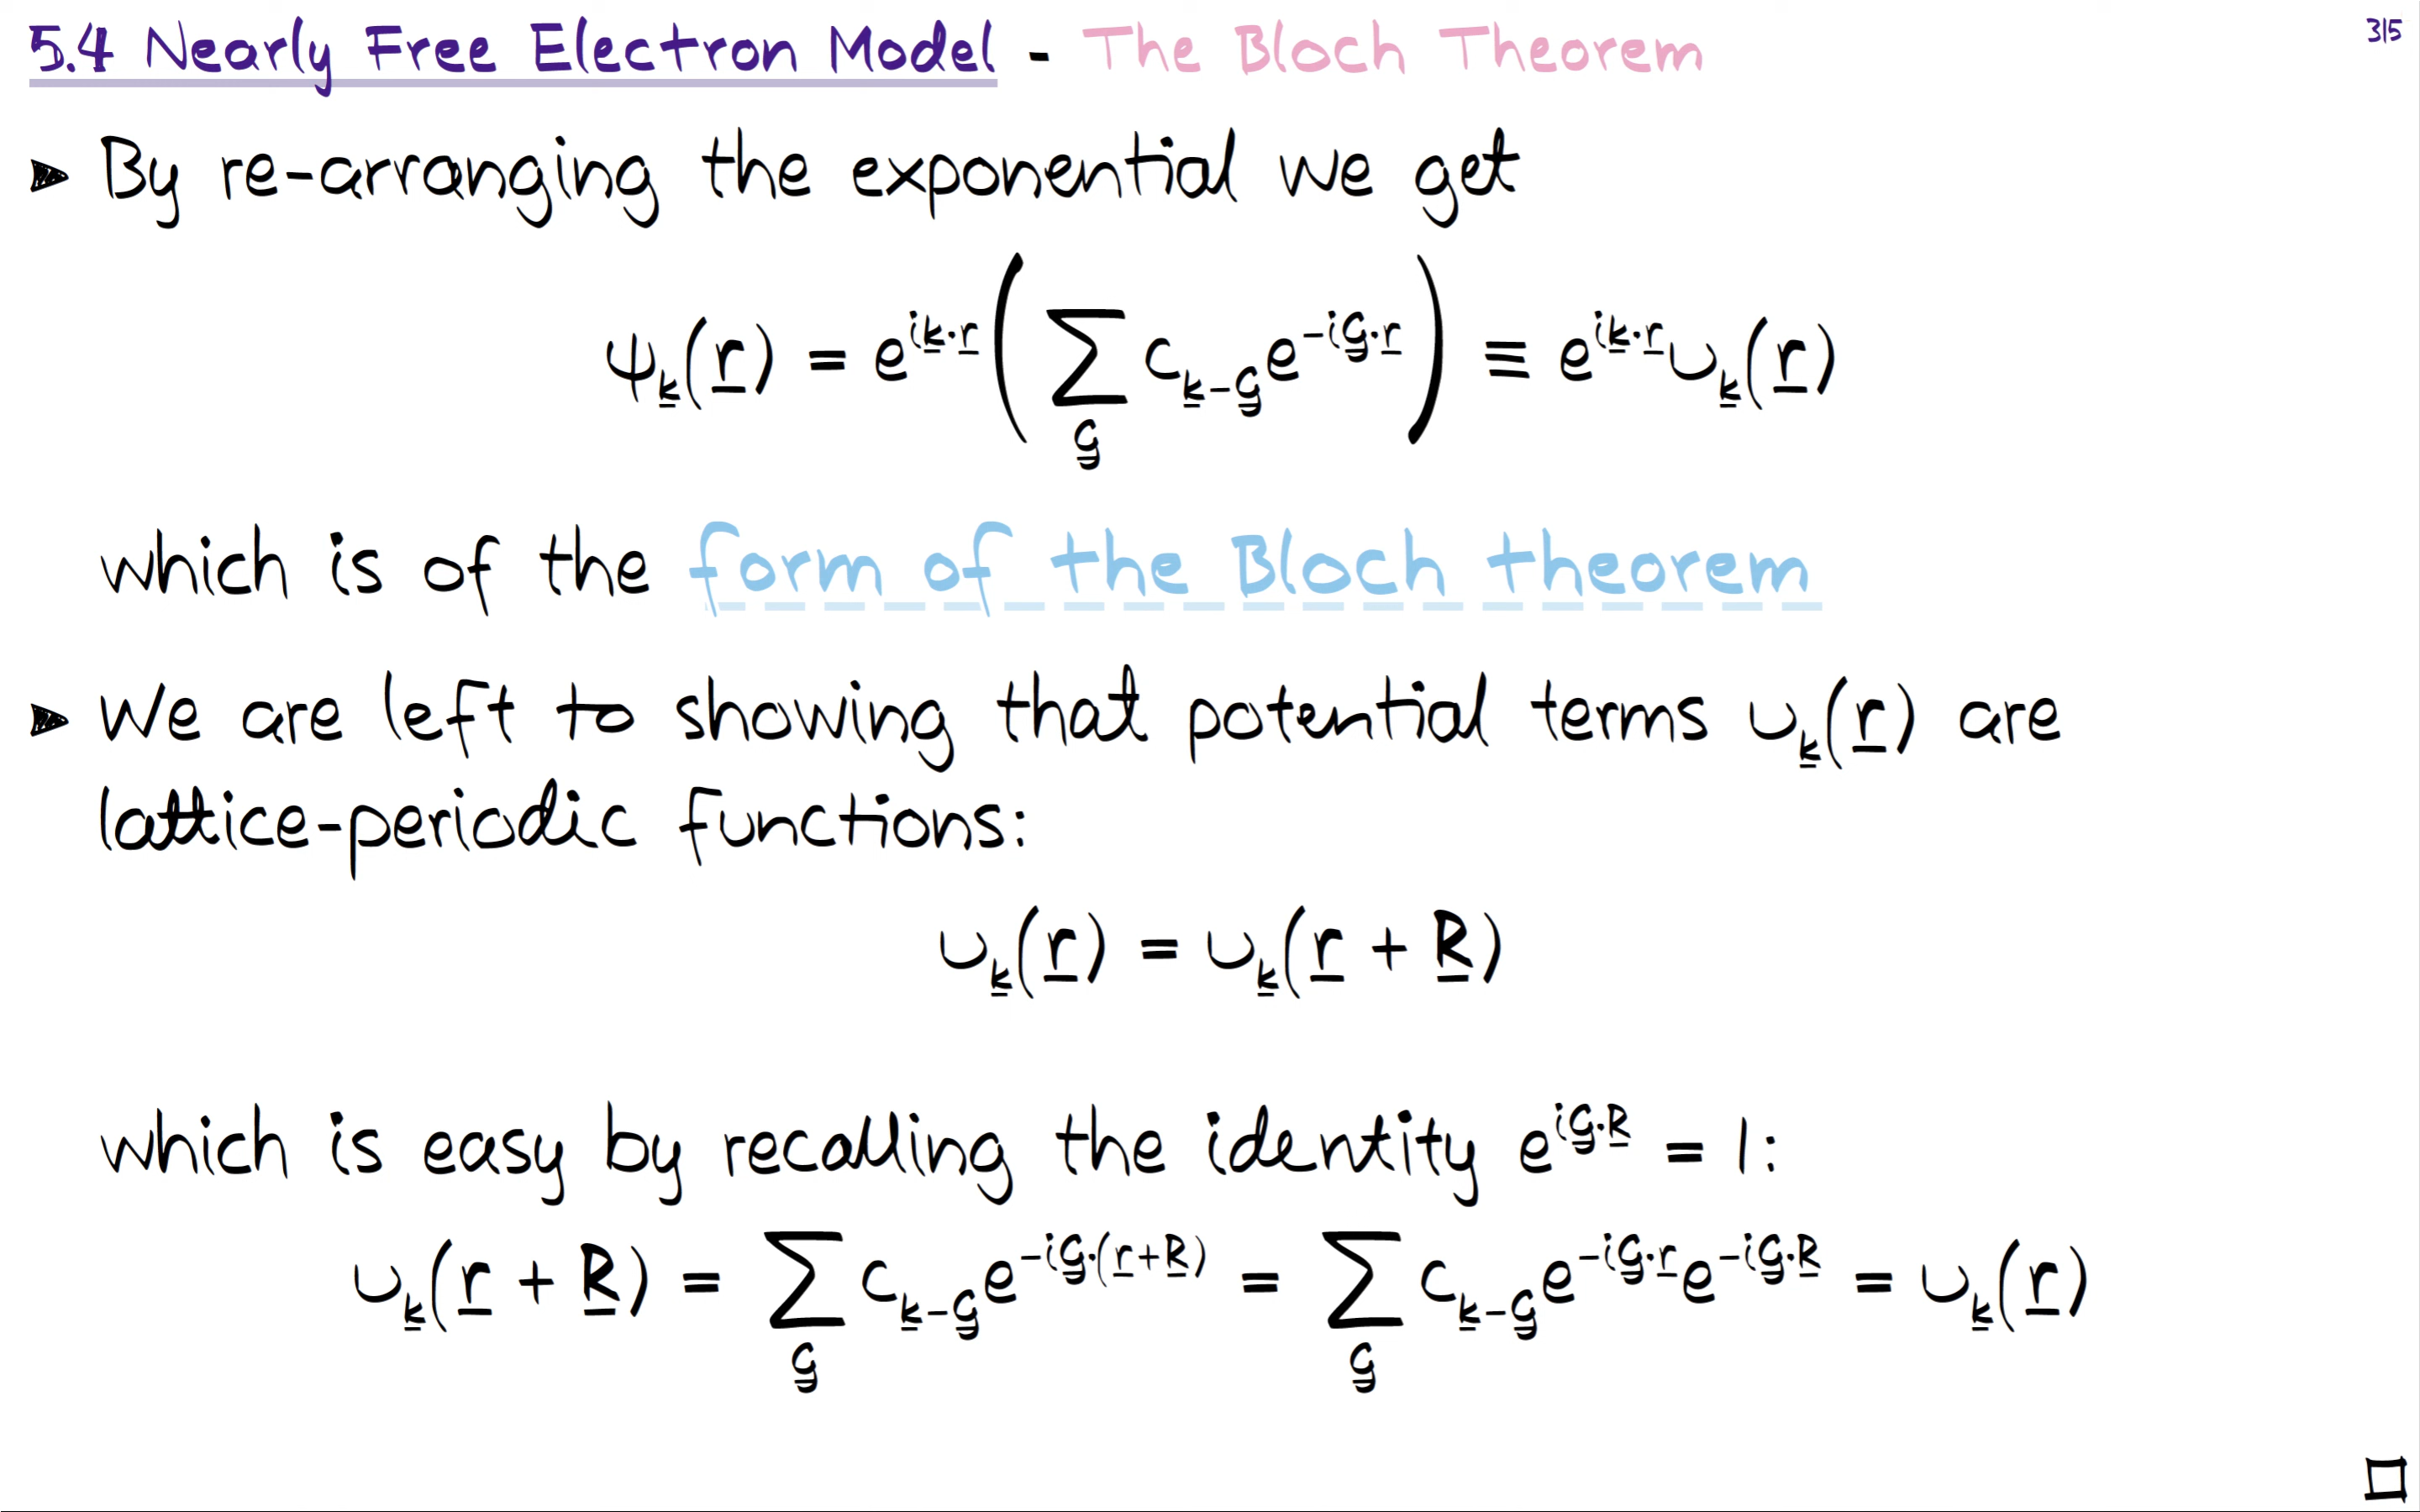 5.4 Nearly Free Electron Model - The Bloch Theorem
315
▸ By re-arranging the exponential we get
ψ_k(r) = e^{ik·r} ( ∑_G c_{k-G} e^{-iG·r} ) ≡ e^{ik·r} u_k(r)
which is of the form of the Bloch theorem
▸ We are left to showing that potential terms u_k(r) are
lattice-periodic functions:
u_k(r) = u_k(r + R)
which is easy by recalling the identity e^{iG·R} = 1:
u_k(r + R) = ∑_G c_{k-G} e^{-iG·(r+R)} = ∑_G c_{k-G} e^{-iG·r} e^{-iG·R} = u_k(r)
□